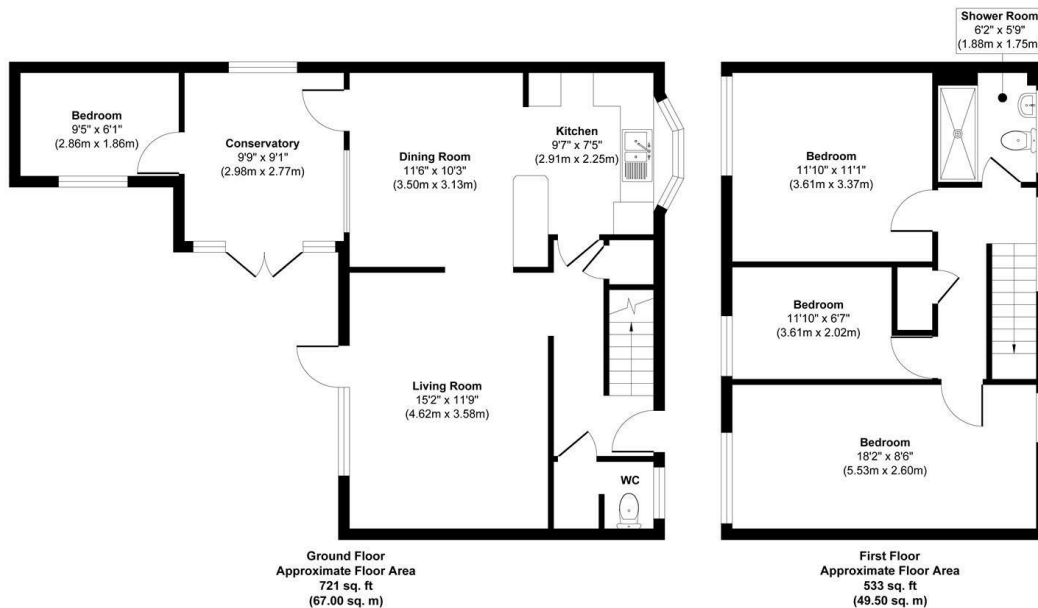 Shower Room
6'2" x 5'9"
(1.88m x 1.75m)
Bedroom
9'5" x 6'1"
(2.86m x 1.86m)
Conservatory
9'9" x 9'1"
(2.98m x 2.77m)
Dining Room
11'6" x 10'3"
(3.50m x 3.13m)
Kitchen
9'7" x 7'5"
(2.91m x 2.25m)
Bedroom
11'10" x 11'1"
(3.61m x 3.37m)
Bedroom
11'10" x 6'7"
(3.61m x 2.02m)
Living Room
15'2" x 11'9"
(4.62m x 3.58m)
Bedroom
18'2" x 8'6"
(5.53m x 2.60m)
WC
Ground Floor
Approximate Floor Area
721 sq. ft
(67.00 sq. m)
First Floor
Approximate Floor Area
533 sq. ft
(49.50 sq. m)